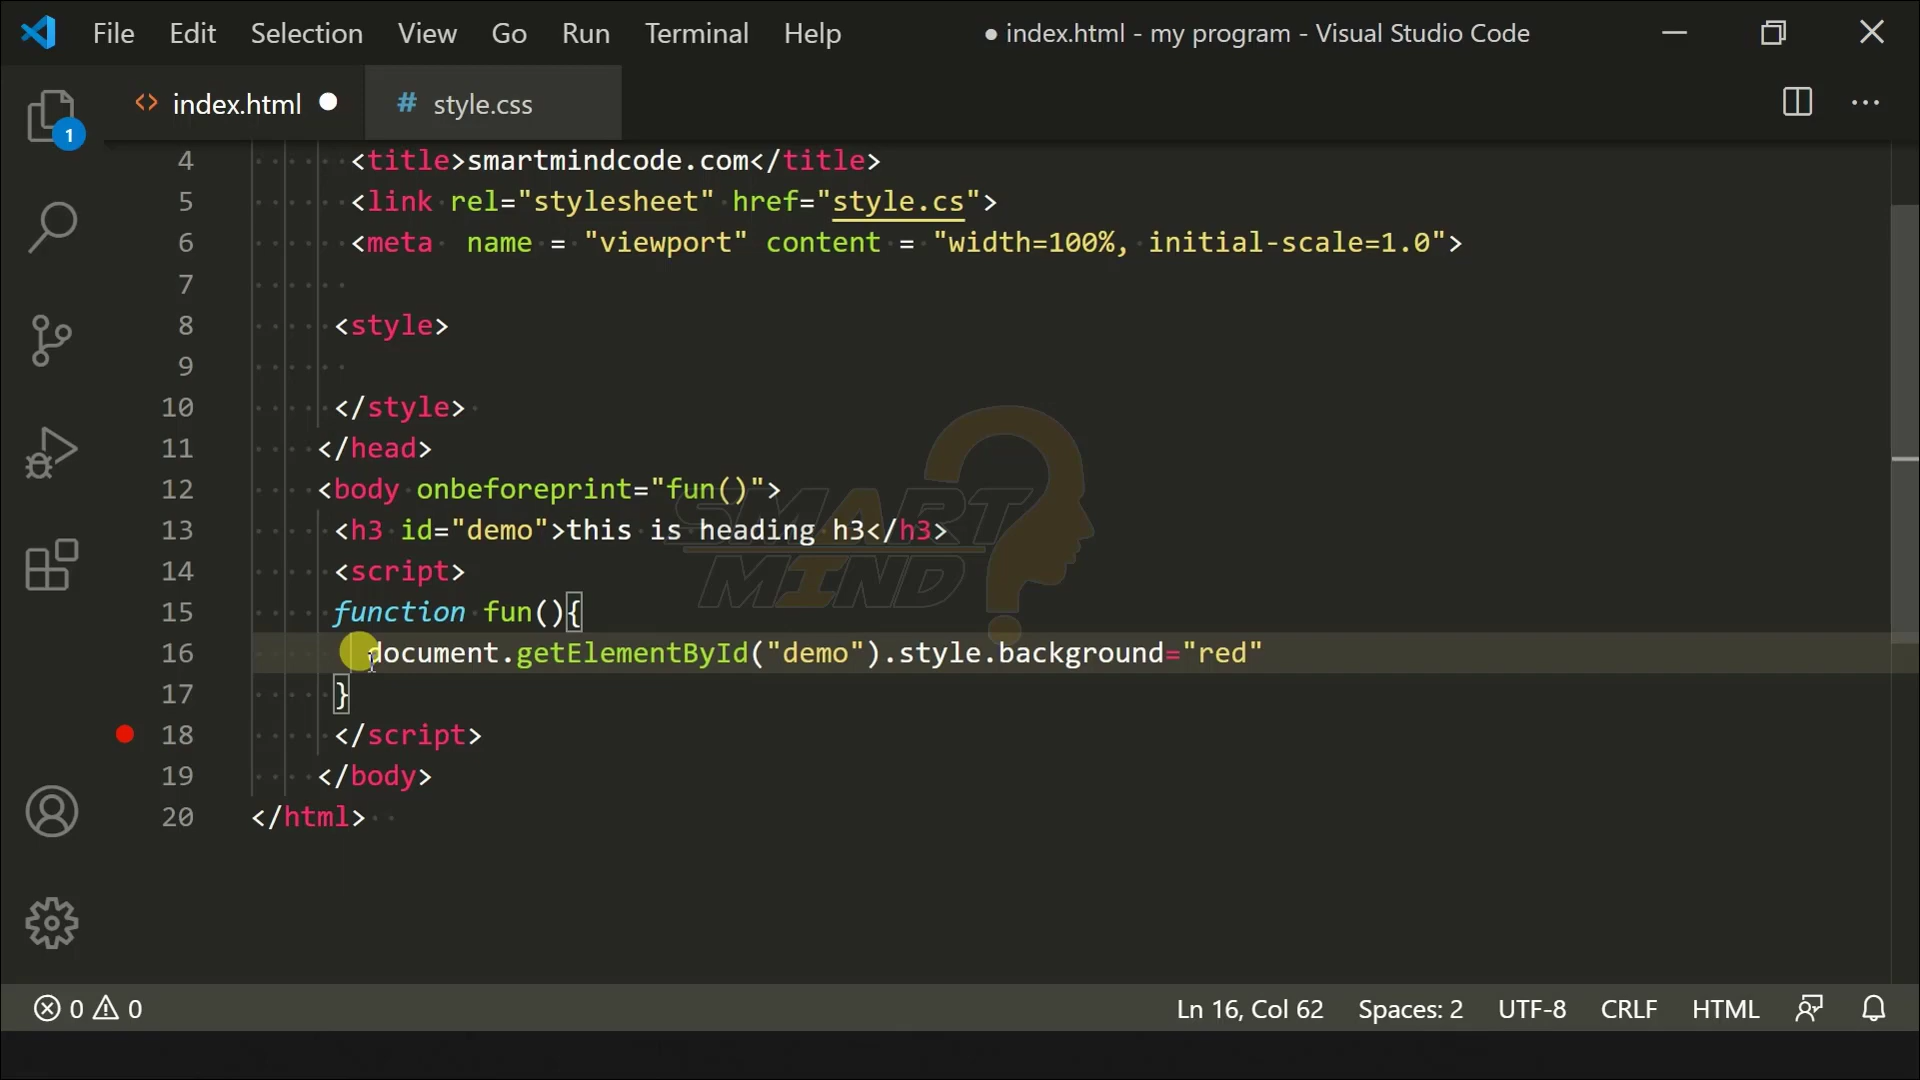 File Edit Selection View Go Run Terminal Help ● index.html - my program - Visual Studio Code
<> index.html ● # style.css
1
4 <title>smartmindcode.com</title>
5 <link rel="stylesheet" href="style.cs">
6 <meta  name = "viewport" content = "width=100%, initial-scale=1.0">
7
8 <style>
9
10 </style>
11 </head>
12 <body onbeforeprint="fun()">
13 <h3 id="demo">this is heading h3</h3>
14 <script>
15 function fun(){
16 document.getElementById("demo").style.background="red"
17 }
18 </script>
19 </body>
20 </html>
SMART
MIND
0 0 Ln 16, Col 62 Spaces: 2 UTF-8 CRLF HTML